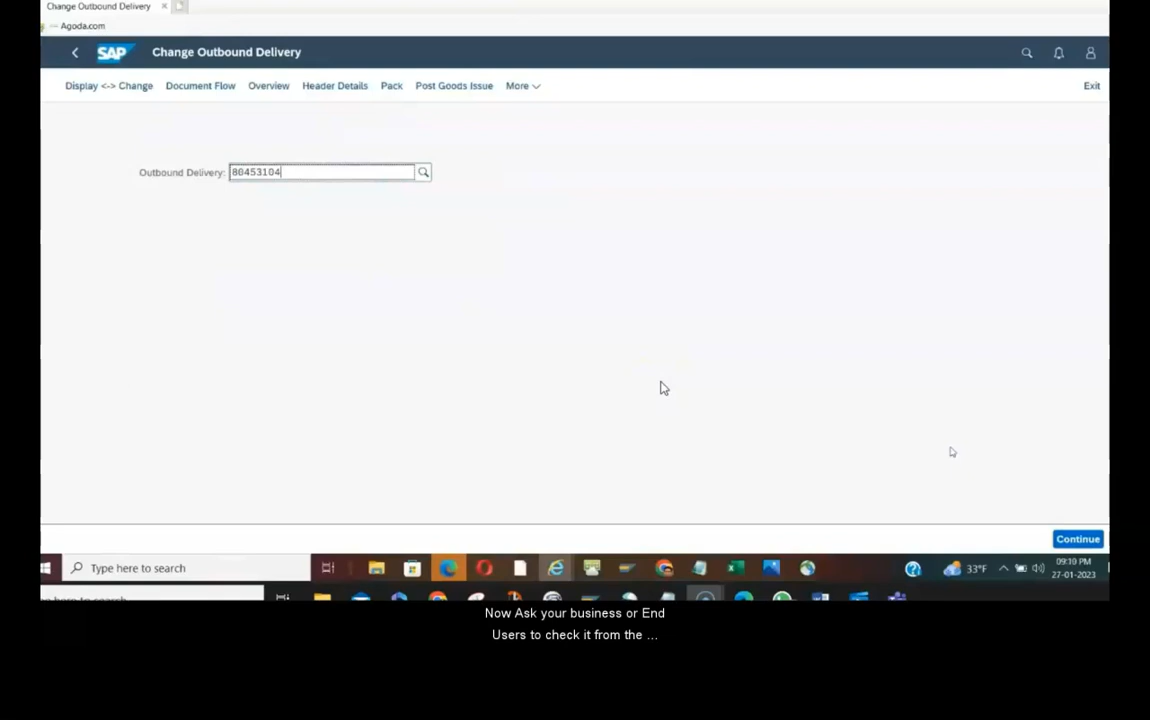 Change Outbound Delivery ×
Agoda.com
SAP Change Outbound Delivery
Display <-> Change Document Flow Overview Header Details Pack Post Goods Issue More Exit
Outbound Delivery: 80453104
Continue
Type here to search 33°F 09:19 PM
27-01-2023
Now Ask your business or End
Users to check it from the ...